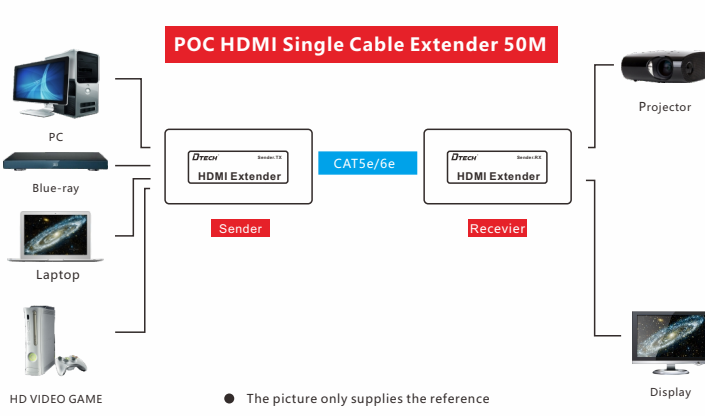 POC HDMI Single Cable Extender 50M
PC
Blue-ray
Laptop
HD VIDEO GAME
DTECH Sender.TX
HDMI Extender
Sender
CAT5e/6e
DTECH Sender.RX
HDMI Extender
Recevier
Projector
Display
● The picture only supplies the reference